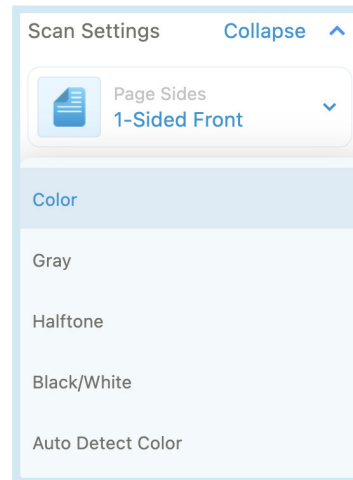 Scan Settings Collapse
Page Sides
1-Sided Front
Color
Gray
Halftone
Black/White
Auto Detect Color